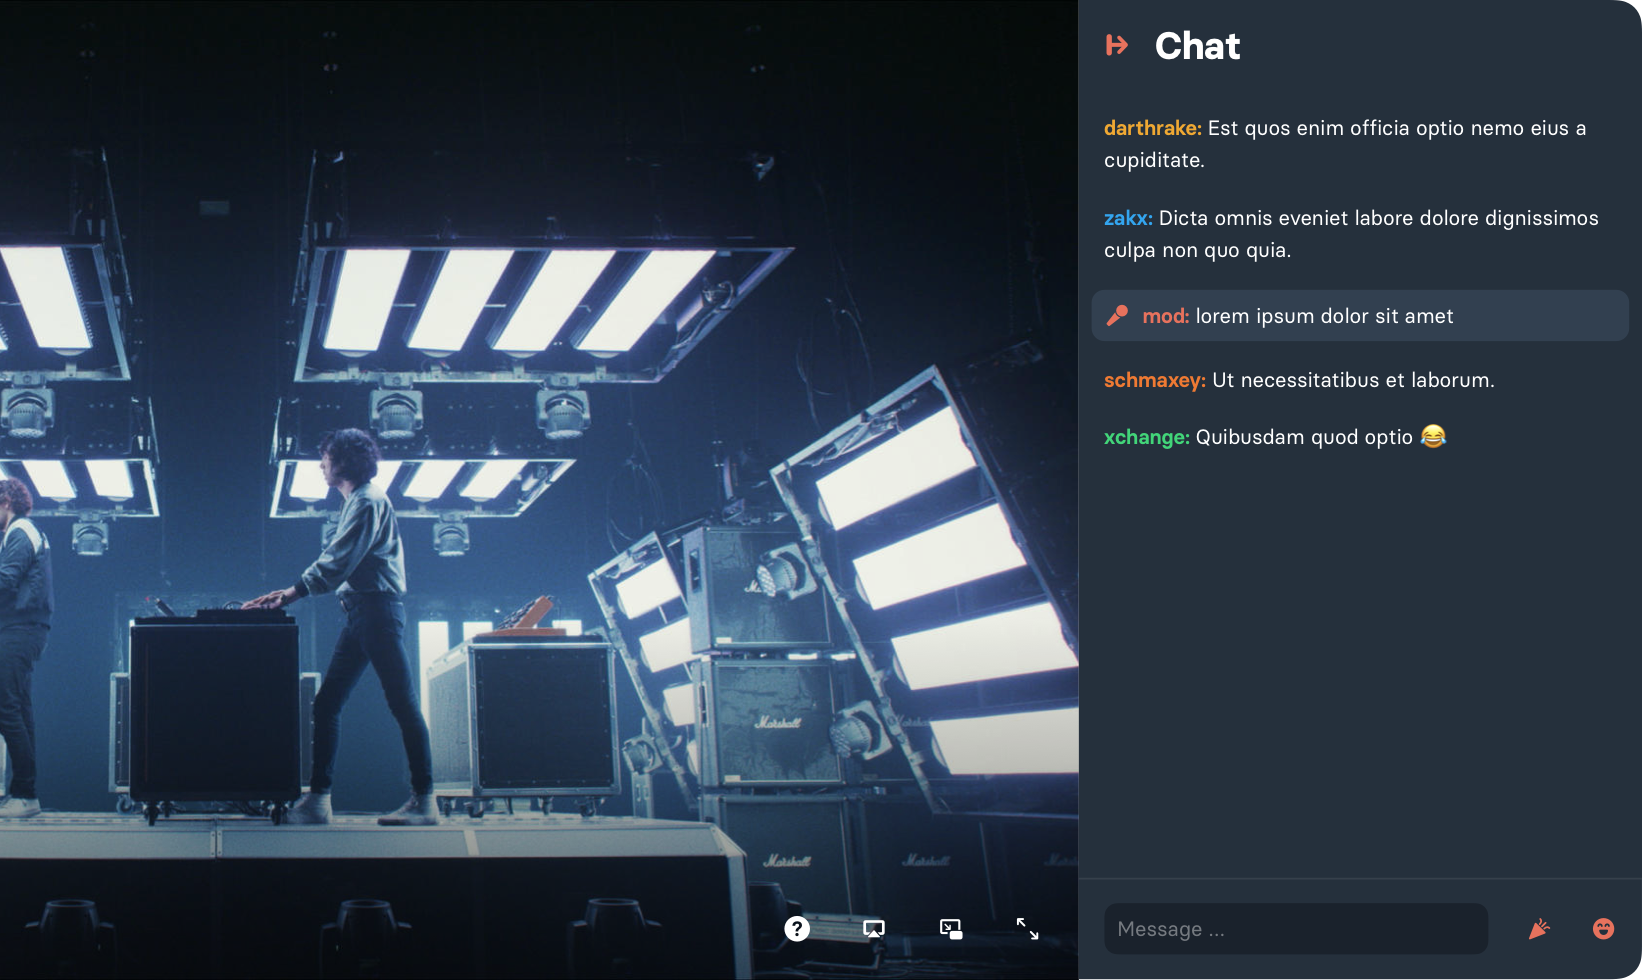 Chat
darthrake: Est quos enim officia optio nemo eius a
cupiditate.
zakx: Dicta omnis eveniet labore dolore dignissimos
culpa non quo quia.
mod: lorem ipsum dolor sit amet
schmaxey: Ut necessitatibus et laborum.
xchange: Quibusdam quod optio 😂
Marshall
Marshall
Marshall
?
Message ...